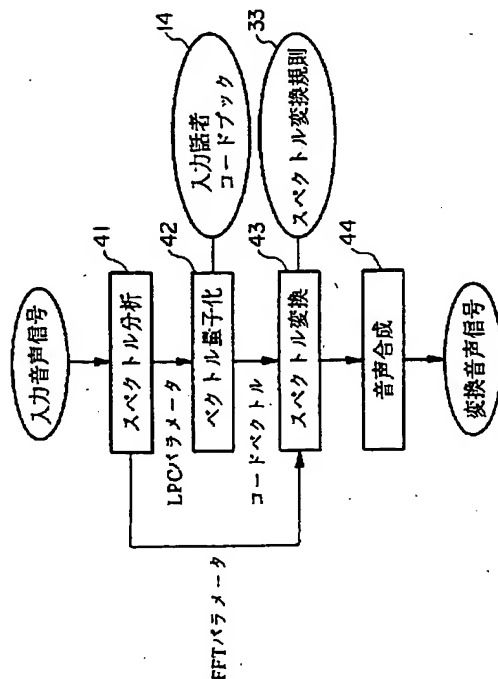 入力音声信号
41
スペクトル分析
LPCパラメータ
42
ベクトル量子化
14
入力話者
コードブック
コードベクトル
FFTパラメータ
43
スペクトル変換
33
スペクトル変換規則
44
音声合成
変換音声信号